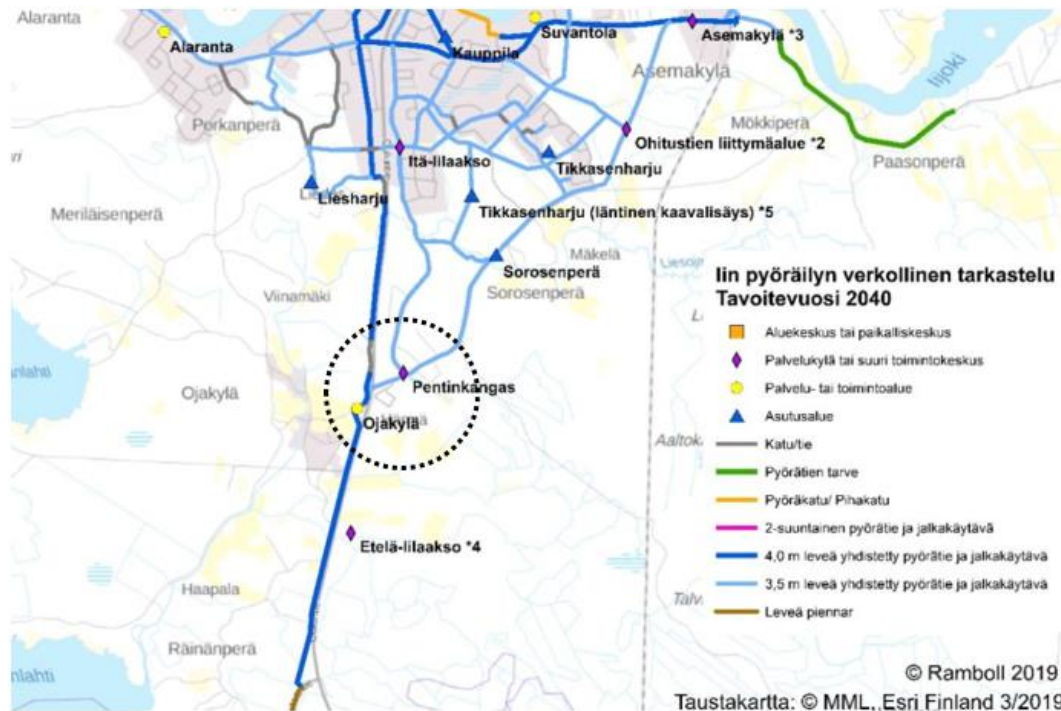 Alaranta
Alaranta
Kauppila
Suvantola
Asemakylä *3
Asemakylä
Iijoki
Porkanperä
Itä-Iilaakso
Ohitustien liittymäalue *2
Mökkiperä
Paasonperä
Tikkasenharju
Liesharju
Tikkasenharju (läntinen kaavalisäys) *5
Meriläisenperä
Mäkelä
Sorosenperä
Sorosenperä
Viinamäki
Iin pyöräilyn verkollinen tarkastelu
Tavoitevuosi 2040
Aluekeskus tai paikalliskeskus
Palvelukylä tai suuri toimintokeskus
Palvelu- tai toimintoalue
Asutusalue
Katu/tie
Pyörätien tarve
Pyöräkatu/ Pihakatu
2-suuntainen pyörätie ja jalkakäytävä
4,0 m leveä yhdistetty pyörätie ja jalkakäytävä
3,5 m leveä yhdistetty pyörätie ja jalkakäytävä
Leveä piennar
Pentinkangas
Ojakylä
Ojakylä
Etelä-Iilaakso *4
Haapala
Räinänperä
© Ramboll 2019
Taustakartta: © MML, Esri Finland 3/2019